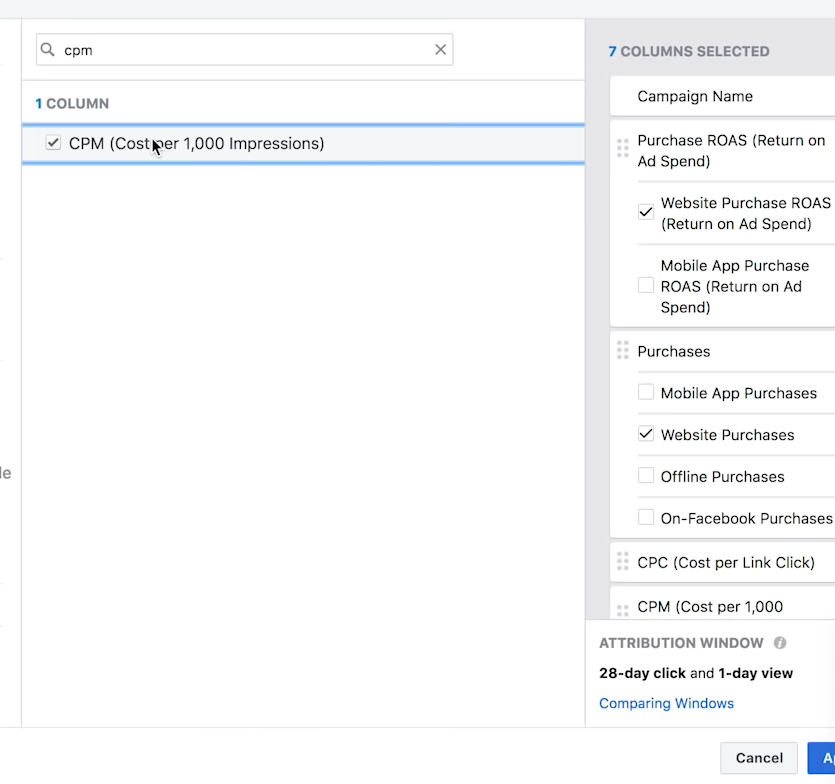 cpm
1 COLUMN
CPM (Cost per 1,000 Impressions)
7 COLUMNS SELECTED
Campaign Name
Purchase ROAS (Return on
Ad Spend)
Website Purchase ROAS
(Return on Ad Spend)
Mobile App Purchase
ROAS (Return on Ad
Spend)
Purchases
Mobile App Purchases
Website Purchases
Offline Purchases
On-Facebook Purchases
CPC (Cost per Link Click)
CPM (Cost per 1,000
ATTRIBUTION WINDOW
28-day click and 1-day view
Comparing Windows
Cancel